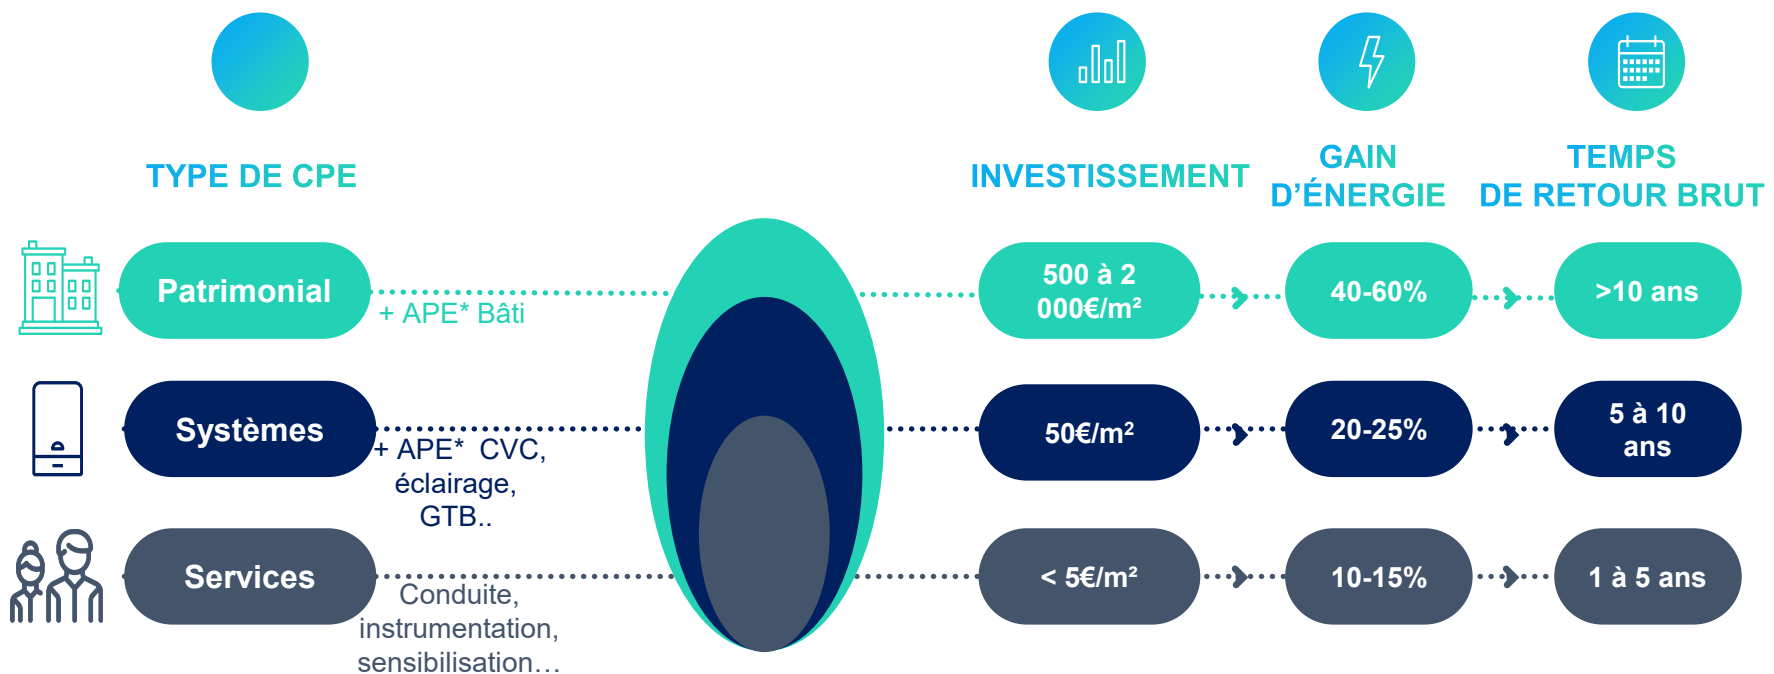 TYPE DE CPE
INVESTISSEMENT
GAIN
D’ÉNERGIE
TEMPS
DE RETOUR BRUT
Patrimonial
+ APE* Bâti
500 à 2
000€/m²
40-60%
>10 ans
Systèmes
+ APE*  CVC,
éclairage,
GTB..
50€/m²
20-25%
5 à 10
ans
Services
Conduite,
instrumentation,
sensibilisation…
< 5€/m²
10-15%
1 à 5 ans